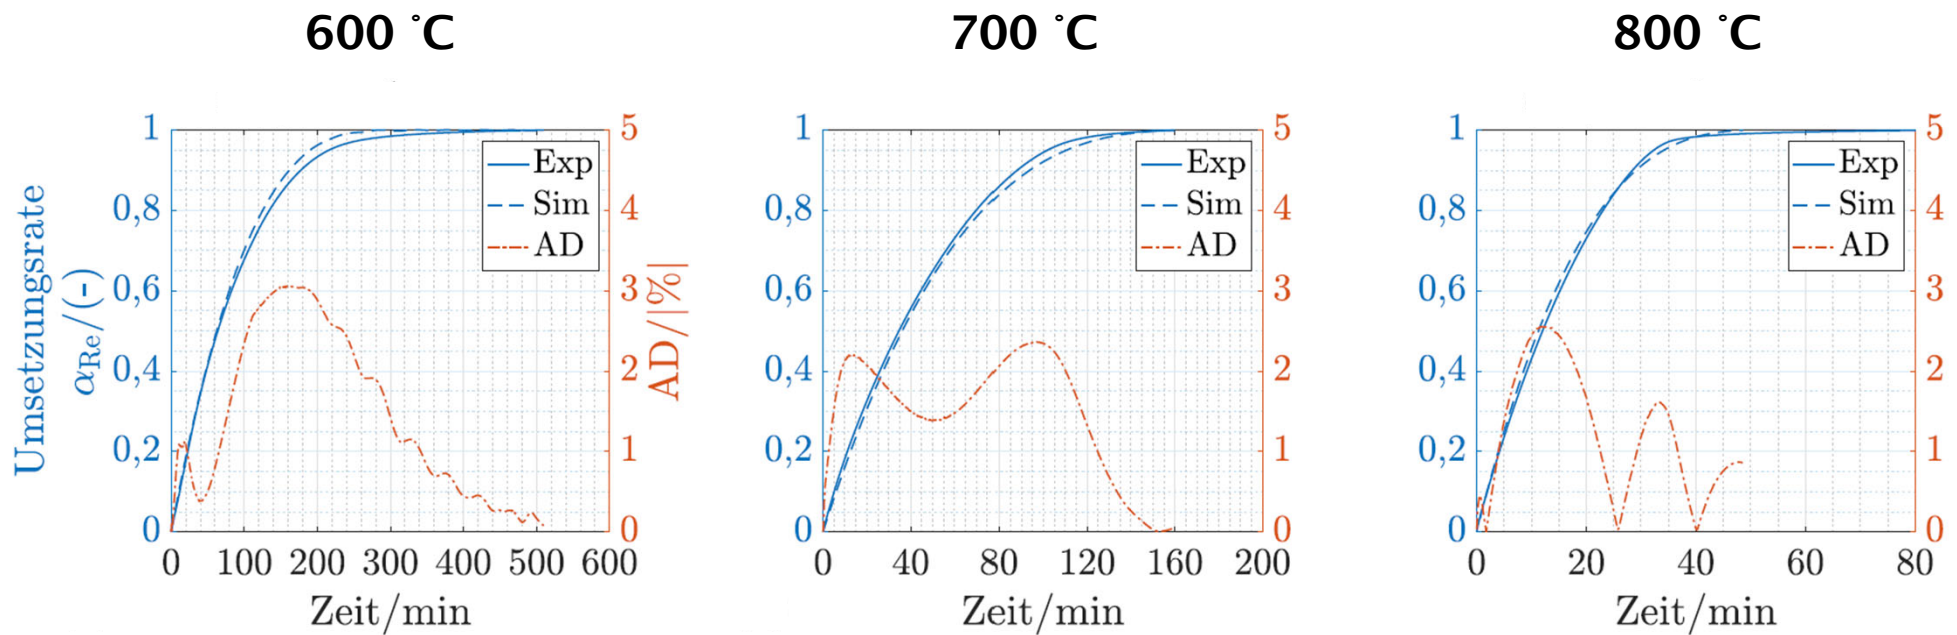 600 °C
700 °C
800 °C
Umsetzungsrate
α_Re/(-)
1
0,8
0,6
0,4
0,2
0
5
4
3
2
1
0
AD/|%|
Exp
Sim
AD
0 100 200 300 400 500 600
Zeit/min
1
0,8
0,6
0,4
0,2
0
5
4
3
2
1
0
Exp
Sim
AD
0 40 80 120 160 200
Zeit/min
1
0,8
0,6
0,4
0,2
0
5
4
3
2
1
0
Exp
Sim
AD
0 20 40 60 80
Zeit/min